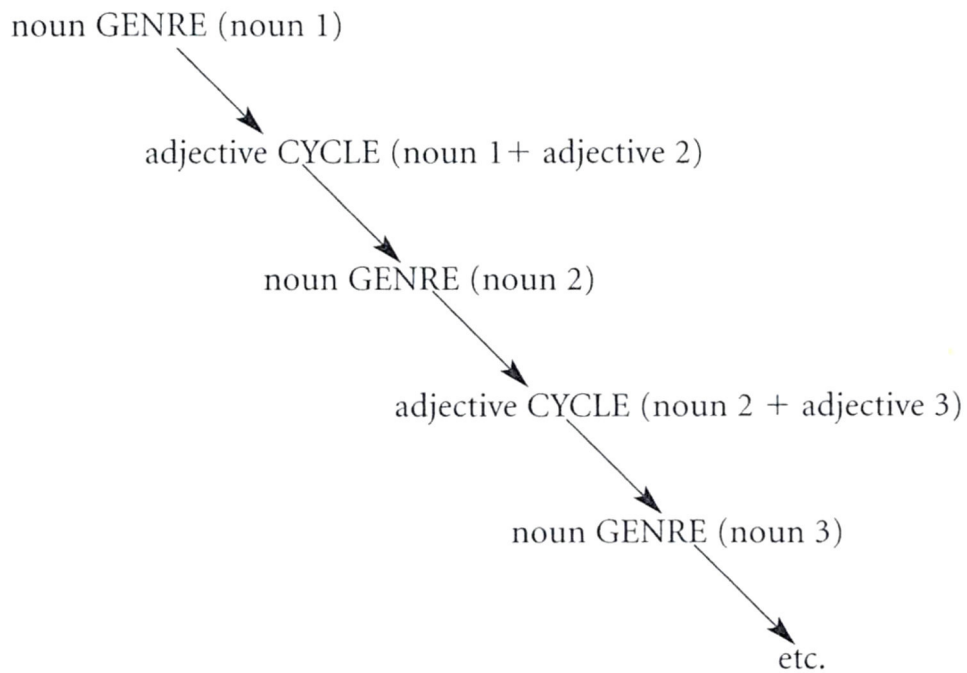 noun GENRE (noun 1)
adjective CYCLE (noun 1+ adjective 2)
noun GENRE (noun 2)
adjective CYCLE (noun 2 + adjective 3)
noun GENRE (noun 3)
etc.